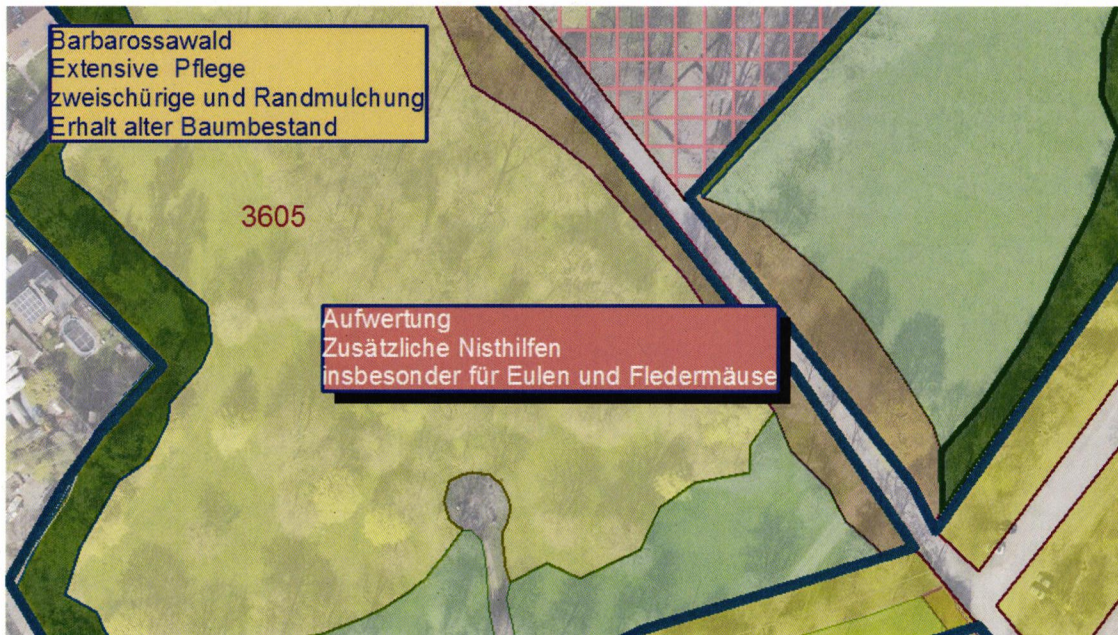 Barbarossawald
Extensive Pflege
zweischürige und Randmulchung
Erhalt alter Baumbestand
3605
Aufwertung
Zusätzliche Nisthilfen
insbesonder für Eulen und Fledermäuse